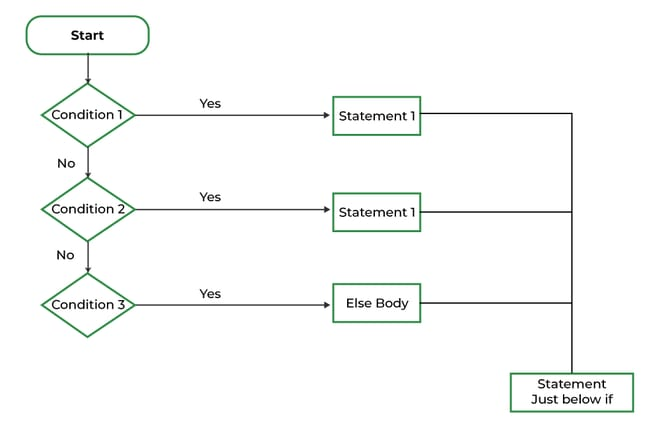 Start
Condition 1
Yes
Statement 1
No
Condition 2
Yes
Statement 1
No
Condition 3
Yes
Else Body
Statement
Just below if